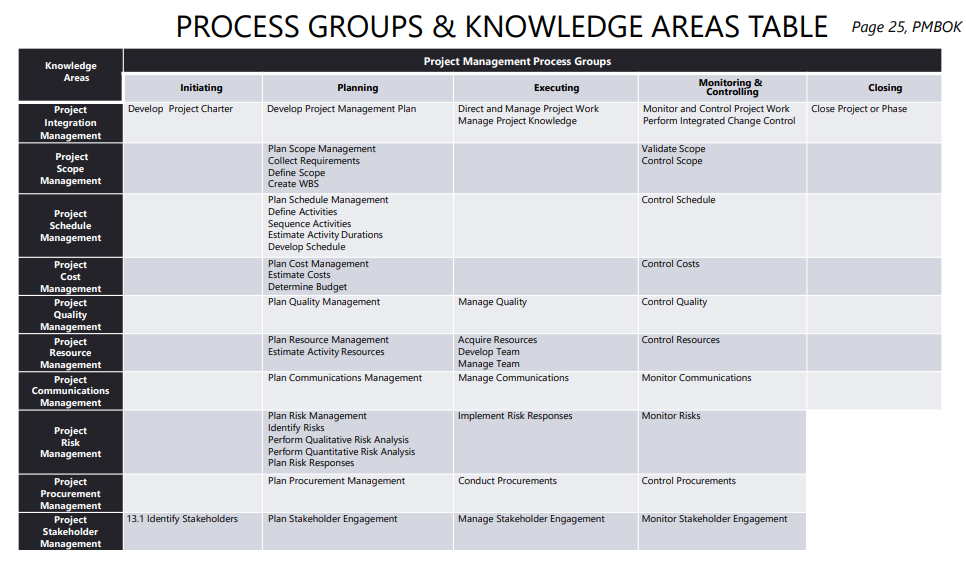 PROCESS GROUPS & KNOWLEDGE AREAS TABLE
Page 25, PMBOK
Knowledge
Areas
Project Management Process Groups
Initiating
Planning
Executing
Monitoring &
Controlling
Closing
Project
Integration
Management
Develop Project Charter
Develop Project Management Plan
Direct and Manage Project Work
Manage Project Knowledge
Monitor and Control Project Work
Perform Integrated Change Control
Close Project or Phase
Project
Scope
Management
Plan Scope Management
Collect Requirements
Define Scope
Create WBS
Validate Scope
Control Scope
Project
Schedule
Management
Plan Schedule Management
Define Activities
Sequence Activities
Estimate Activity Durations
Develop Schedule
Control Schedule
Project
Cost
Management
Plan Cost Management
Estimate Costs
Determine Budget
Control Costs
Project
Quality
Management
Plan Quality Management
Manage Quality
Control Quality
Project
Resource
Management
Plan Resource Management
Estimate Activity Resources
Acquire Resources
Develop Team
Manage Team
Control Resources
Project
Communications
Management
Plan Communications Management
Manage Communications
Monitor Communications
Project
Risk
Management
Plan Risk Management
Identify Risks
Perform Qualitative Risk Analysis
Perform Quantitative Risk Analysis
Plan Risk Responses
Implement Risk Responses
Monitor Risks
Project
Procurement
Management
Plan Procurement Management
Conduct Procurements
Control Procurements
Project
Stakeholder
Management
13.1 Identify Stakeholders
Plan Stakeholder Engagement
Manage Stakeholder Engagement
Monitor Stakeholder Engagement